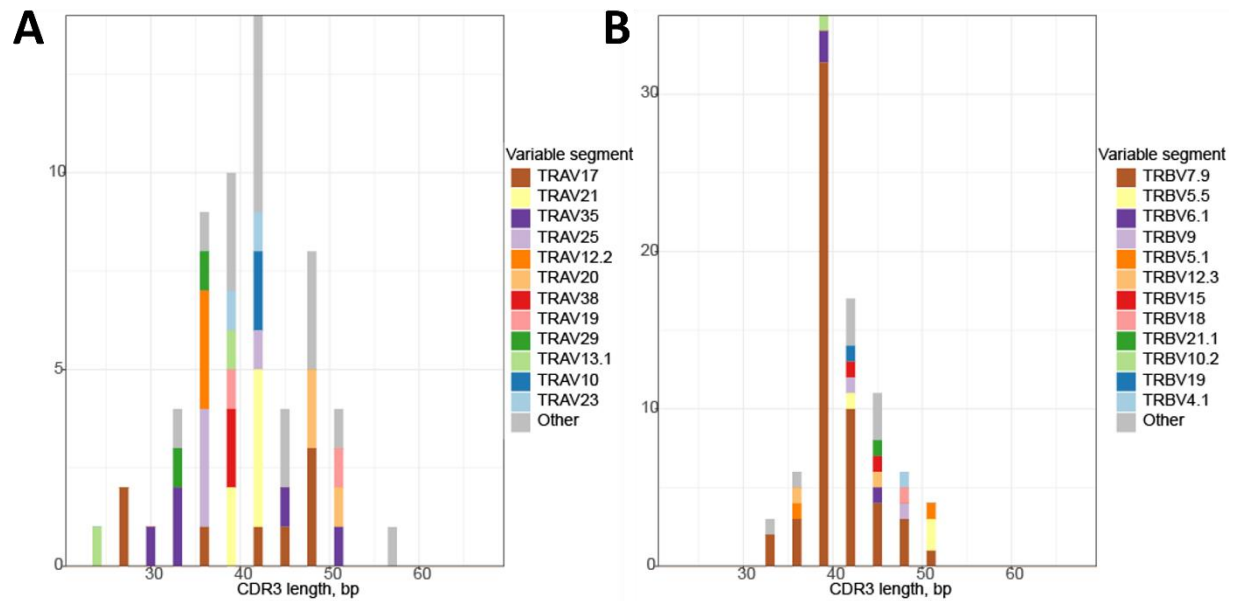 A
10
5
0
30
40
50
60
CDR3 length, bp
Variable segment
TRAV17
TRAV21
TRAV35
TRAV25
TRAV12.2
TRAV20
TRAV38
TRAV19
TRAV29
TRAV13.1
TRAV10
TRAV23
Other
B
30
20
10
0
30
40
50
60
CDR3 length, bp
Variable segment
TRBV7.9
TRBV5.5
TRBV6.1
TRBV9
TRBV5.1
TRBV12.3
TRBV15
TRBV18
TRBV21.1
TRBV10.2
TRBV19
TRBV4.1
Other